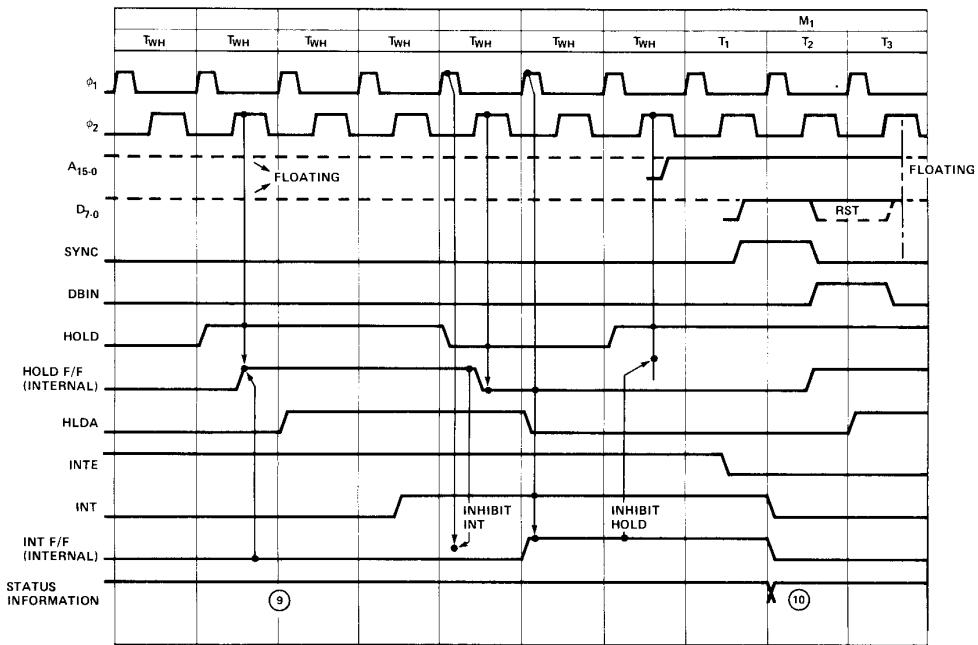 M1
TWH TWH TWH TWH TWH TWH TWH T1 T2 T3
φ1
φ2
A15-0
FLOATING
FLOATING
D7-0
RST
SYNC
DBIN
HOLD
HOLD F/F
(INTERNAL)
HLDA
INTE
INT
INHIBIT
INT
INHIBIT
HOLD
INT F/F
(INTERNAL)
STATUS
INFORMATION
9
10